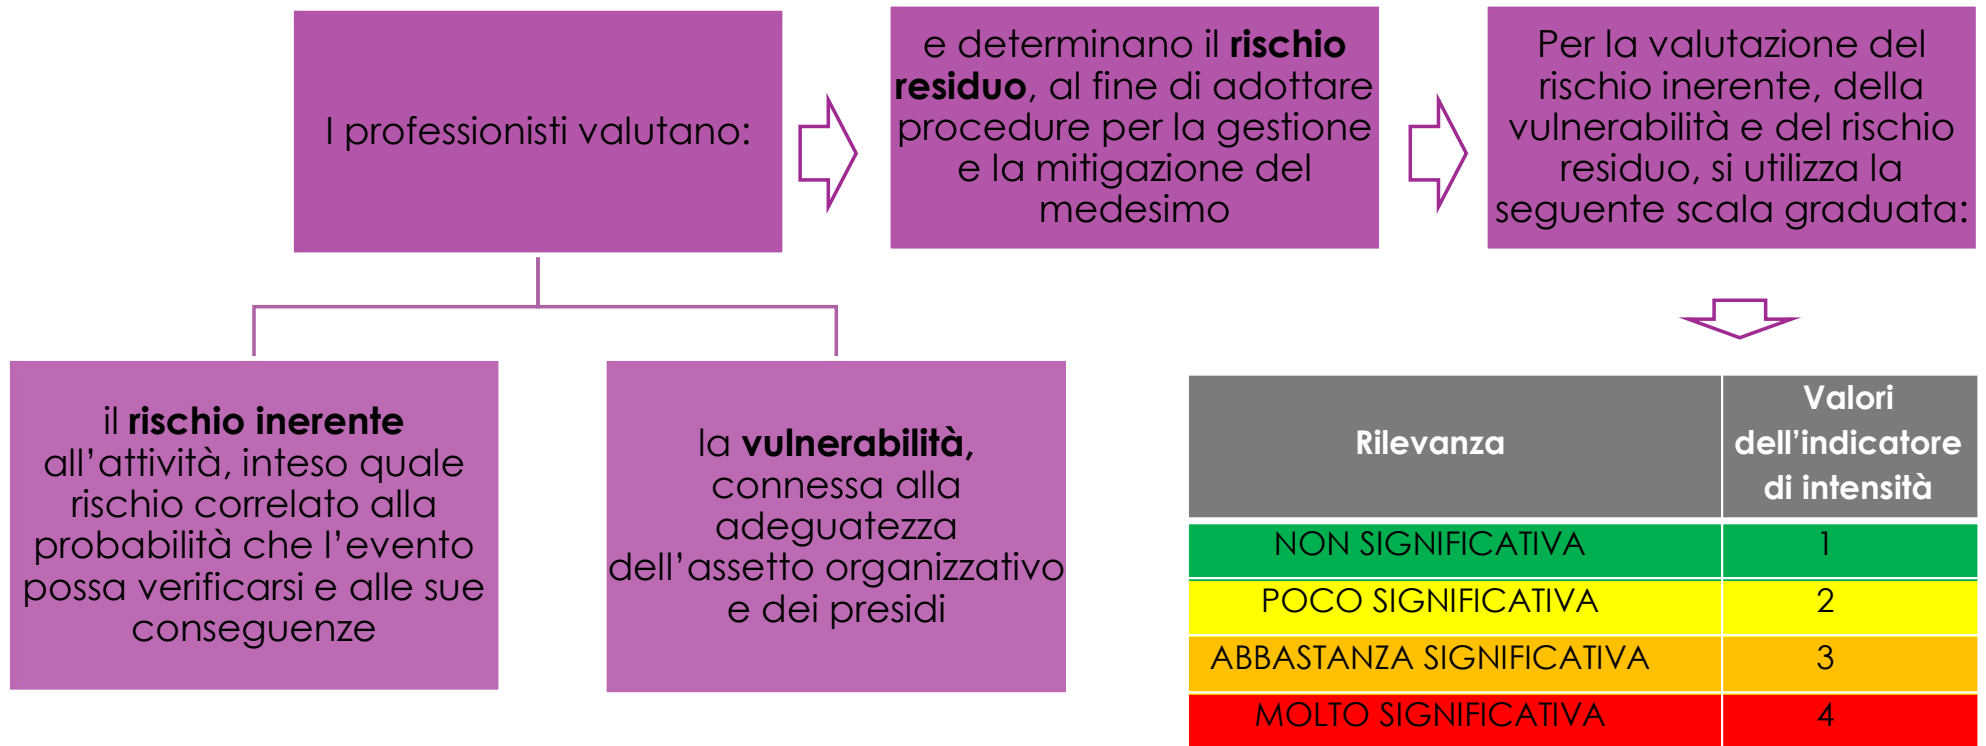 I professionisti valutano:
e determinano il rischio
residuo, al fine di adottare
procedure per la gestione
e la mitigazione del
medesimo
Per la valutazione del
rischio inerente, della
vulnerabilità e del rischio
residuo, si utilizza la
seguente scala graduata:
il rischio inerente
all’attività, inteso quale
rischio correlato alla
probabilità che l’evento
possa verificarsi e alle sue
conseguenze
la vulnerabilità,
connessa alla
adeguatezza
dell’assetto organizzativo
e dei presidi
Rilevanza
Valori
dell’indicatore
di intensità
NON SIGNIFICATIVA 1
POCO SIGNIFICATIVA 2
ABBASTANZA SIGNIFICATIVA 3
MOLTO SIGNIFICATIVA 4